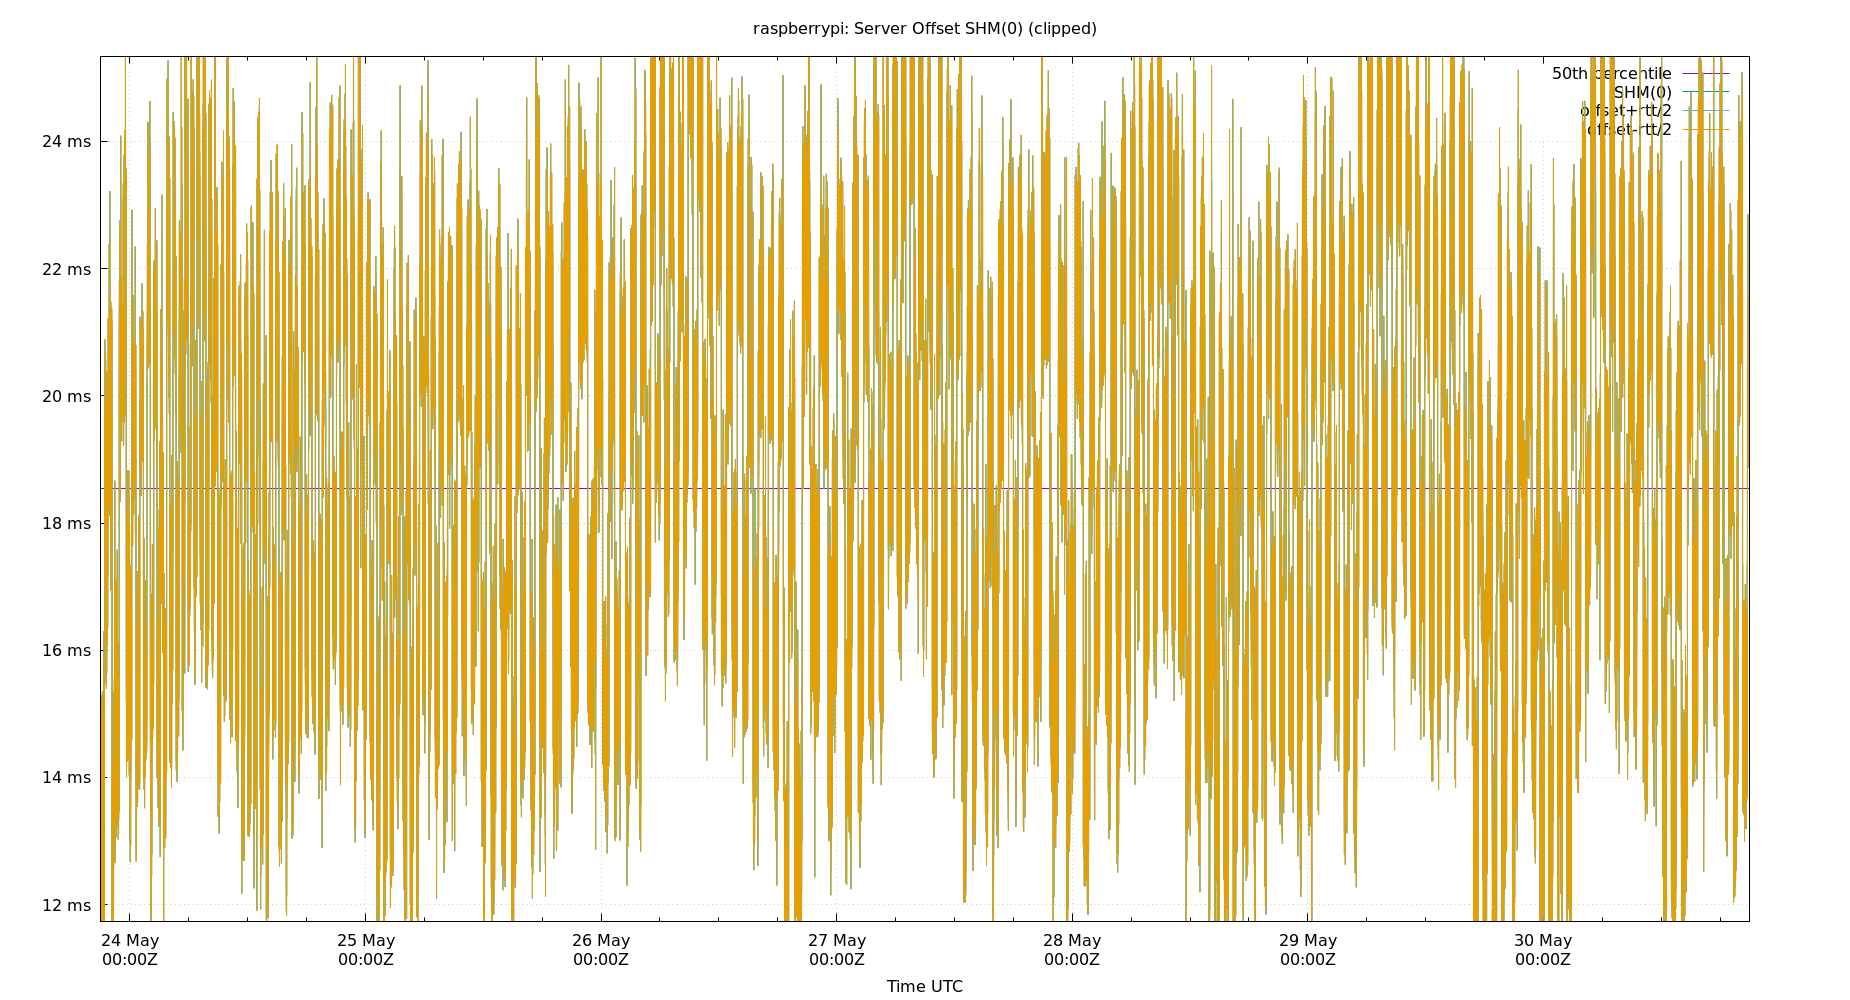 raspberrypi: Server Offset SHM(0) (clipped)
50th percentile
SHM(0)
offset+rtt/2
offset-rtt/2
24 ms
22 ms
20 ms
18 ms
16 ms
14 ms
12 ms
24 May
00:00Z
25 May
00:00Z
26 May
00:00Z
27 May
00:00Z
28 May
00:00Z
29 May
00:00Z
30 May
00:00Z
Time UTC